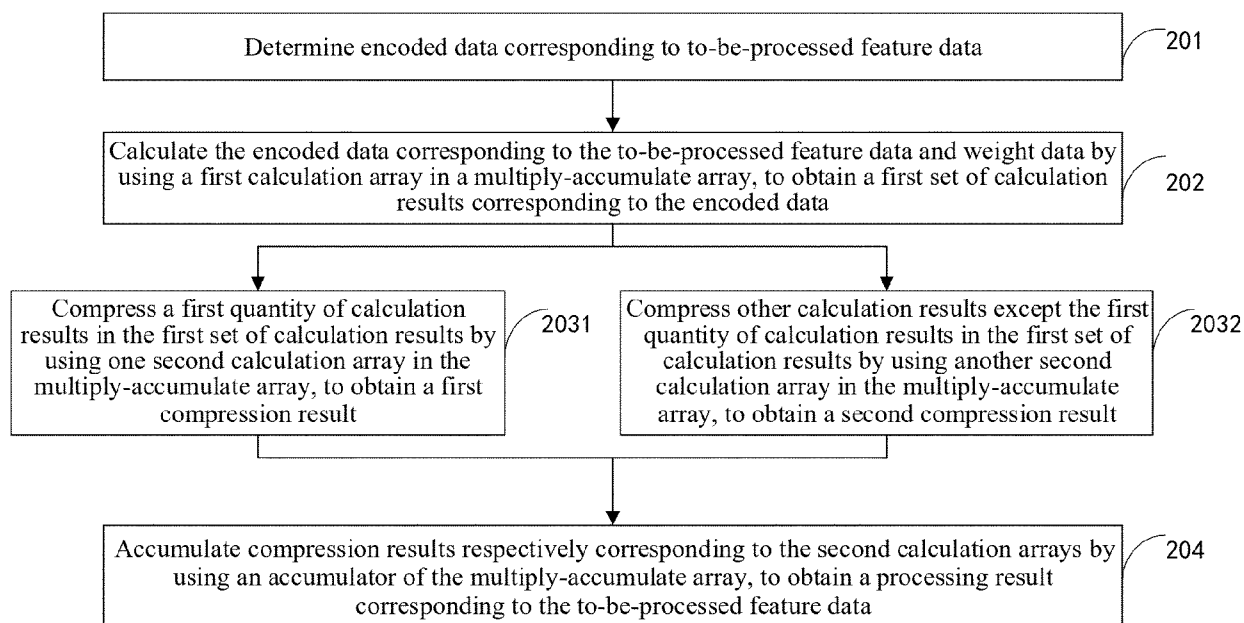 Determine encoded data corresponding to to-be-processed feature data
201
Calculate the encoded data corresponding to the to-be-processed feature data and weight data by
using a first calculation array in a multiply-accumulate array, to obtain a first set of calculation
results corresponding to the encoded data
202
Compress a first quantity of calculation
results in the first set of calculation results by
using one second calculation array in the
multiply-accumulate array, to obtain a first
compression result
2031
Compress other calculation results except the first
quantity of calculation results in the first set of
calculation results by using another second
calculation array in the multiply-accumulate
array, to obtain a second compression result
2032
Accumulate compression results respectively corresponding to the second calculation arrays by
using an accumulator of the multiply-accumulate array, to obtain a processing result
corresponding to the to-be-processed feature data
204